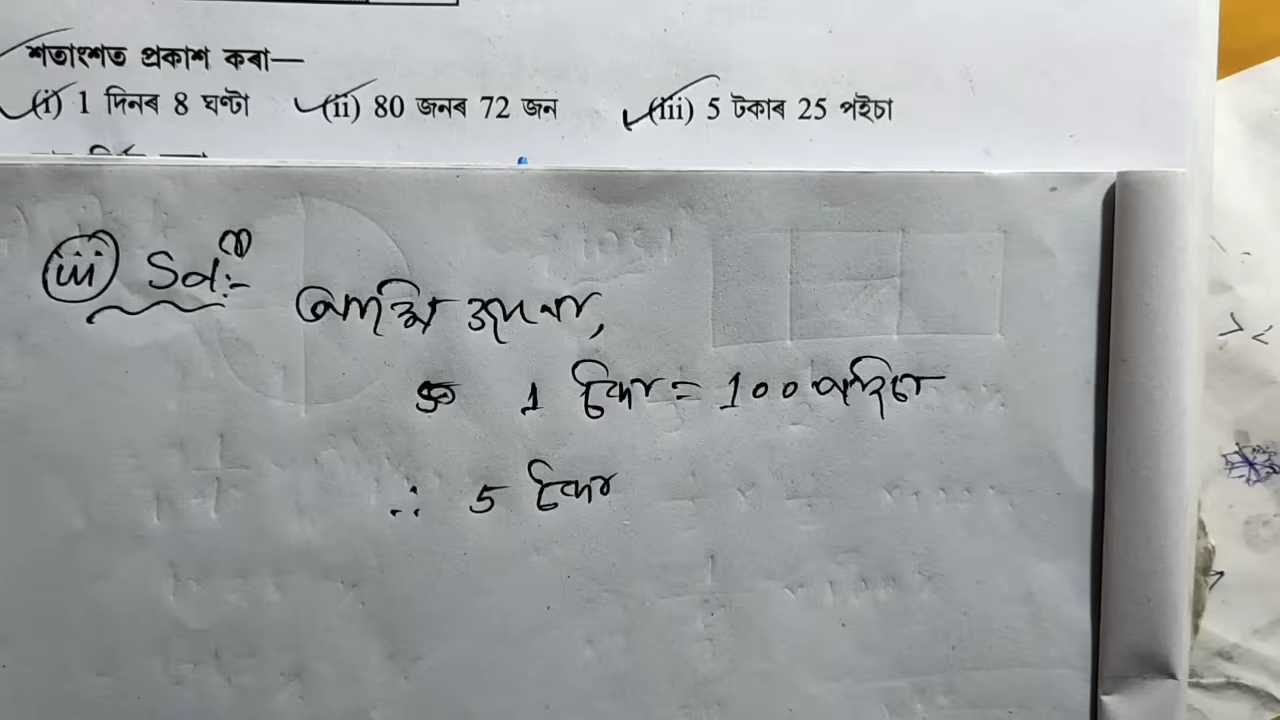 শতাংশত প্ৰকাশ কৰা—
(i) 1 দিনৰ 8 ঘণ্টা (ii) 80 জনৰ 72 জন (iii) 5 টকাৰ 25 পইচা
(iii) Solⁿ:-
আমি জানো,
1 টকা = 100 পইচা
∴ 5 টকা